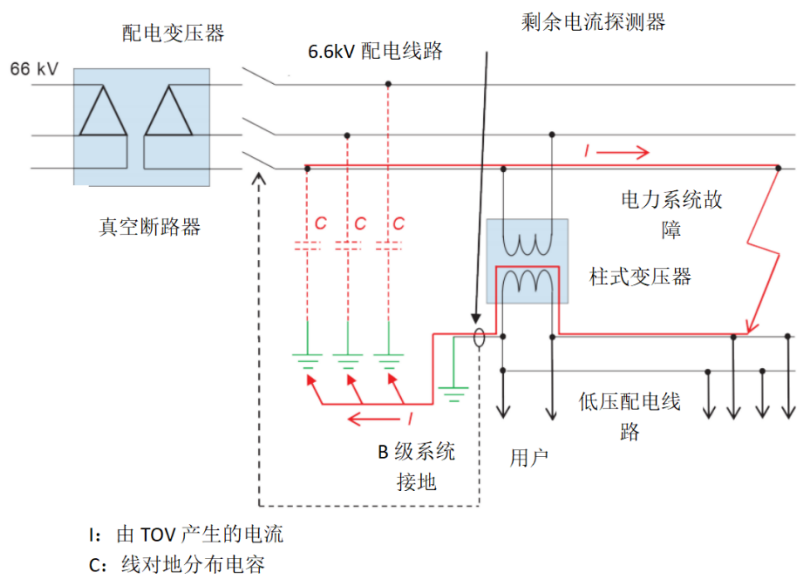 剩余电流探测器
配电变压器
6.6kV 配电线路
66 kV
I
电力系统故
障
真空断路器
C
C
C
柱式变压器
I
低压配电线
路
B 级系统
接地
用户
I：由 TOV 产生的电流
C：线对地分布电容